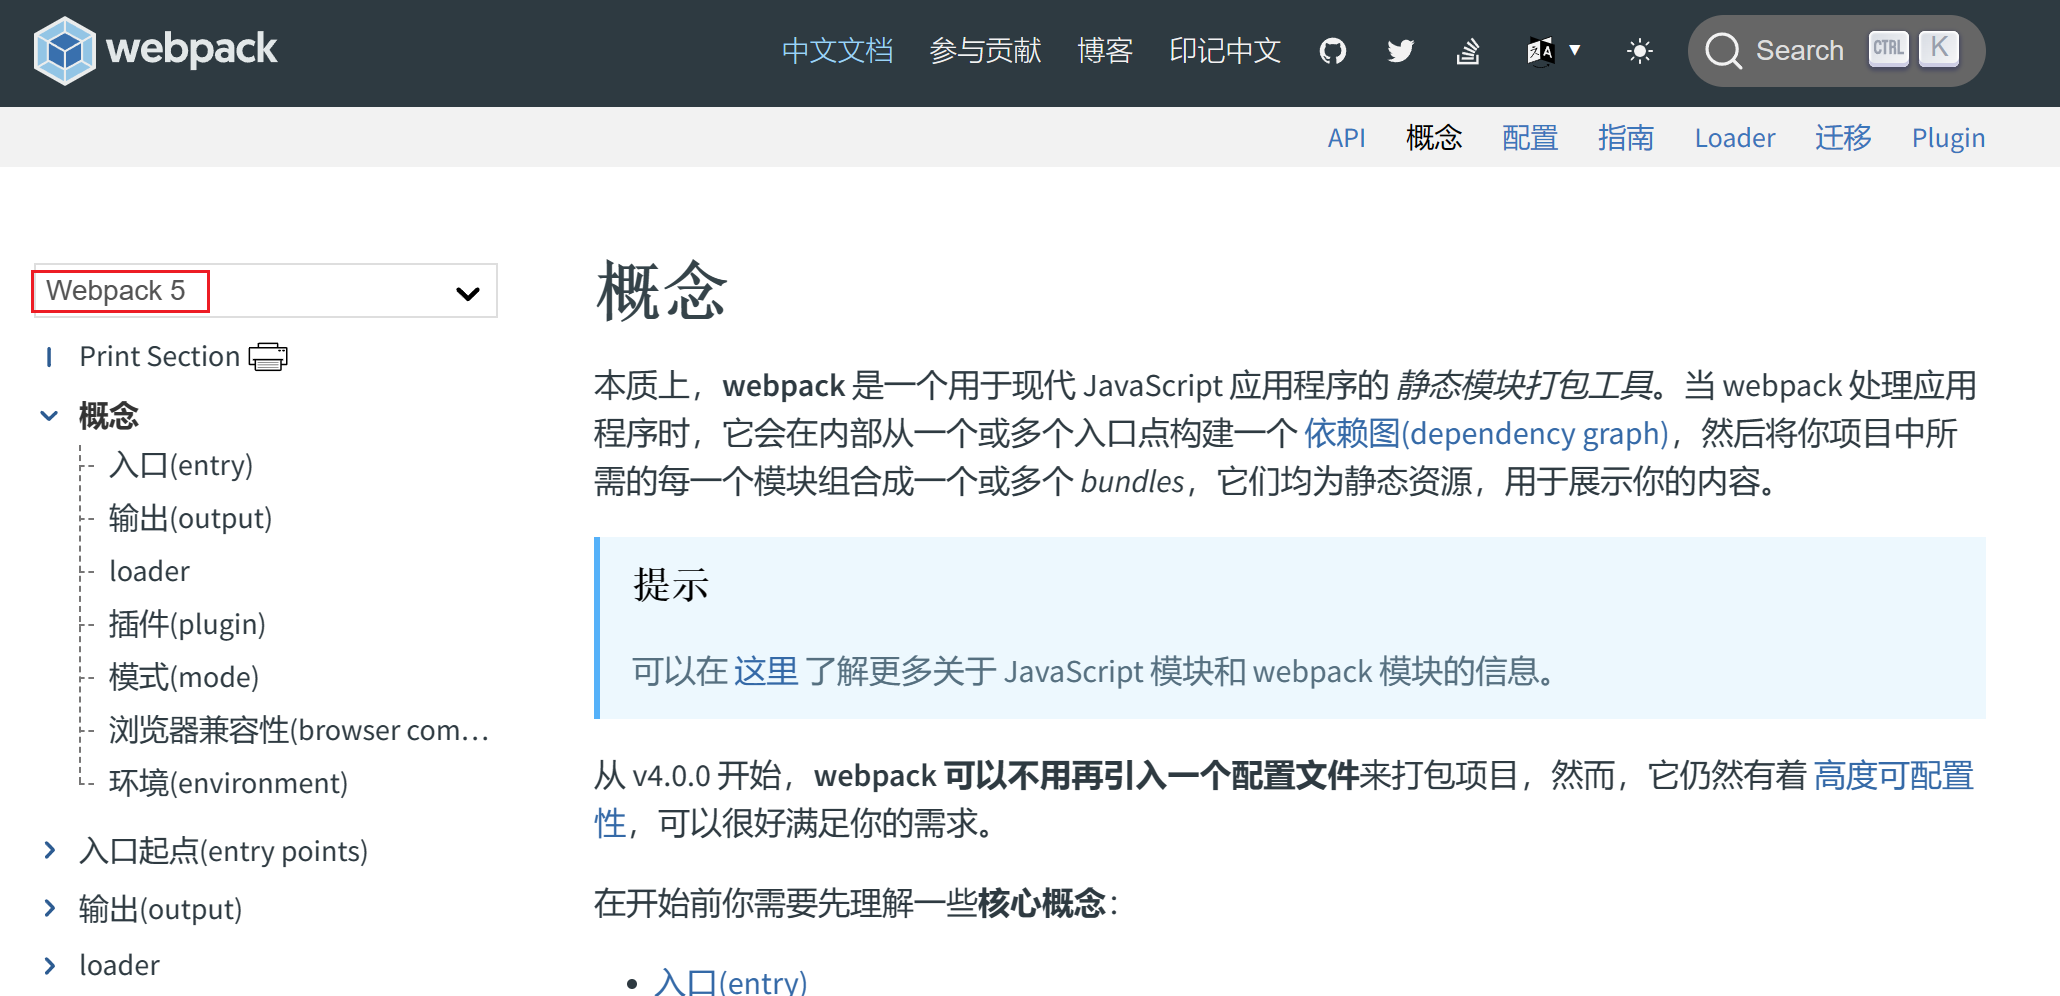 webpack
中文文档 参与贡献 博客 印记中文 Search CTRL K
API 概念 配置 指南 Loader 迁移 Plugin
Webpack 5
Print Section
概念
入口(entry)
输出(output)
loader
插件(plugin)
模式(mode)
浏览器兼容性(browser com…
环境(environment)
入口起点(entry points)
输出(output)
loader
概念
本质上，webpack 是一个用于现代 JavaScript 应用程序的 静态模块打包工具。当 webpack 处理应用
程序时，它会在内部从一个或多个入口点构建一个 依赖图(dependency graph)，然后将你项目中所
需的每一个模块组合成一个或多个 bundles，它们均为静态资源，用于展示你的内容。
提示
可以在 这里 了解更多关于 JavaScript 模块和 webpack 模块的信息。
从 v4.0.0 开始，webpack 可以不用再引入一个配置文件来打包项目，然而，它仍然有着 高度可配置
性，可以很好满足你的需求。
在开始前你需要先理解一些核心概念：
• 入口(entry)